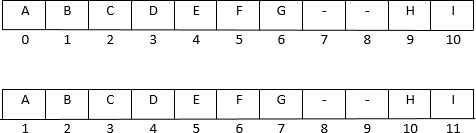 A B C D E F G - - H I
0 1 2 3 4 5 6 7 8 9 10
A B C D E F G - - H I
1 2 3 4 5 6 7 8 9 10 11